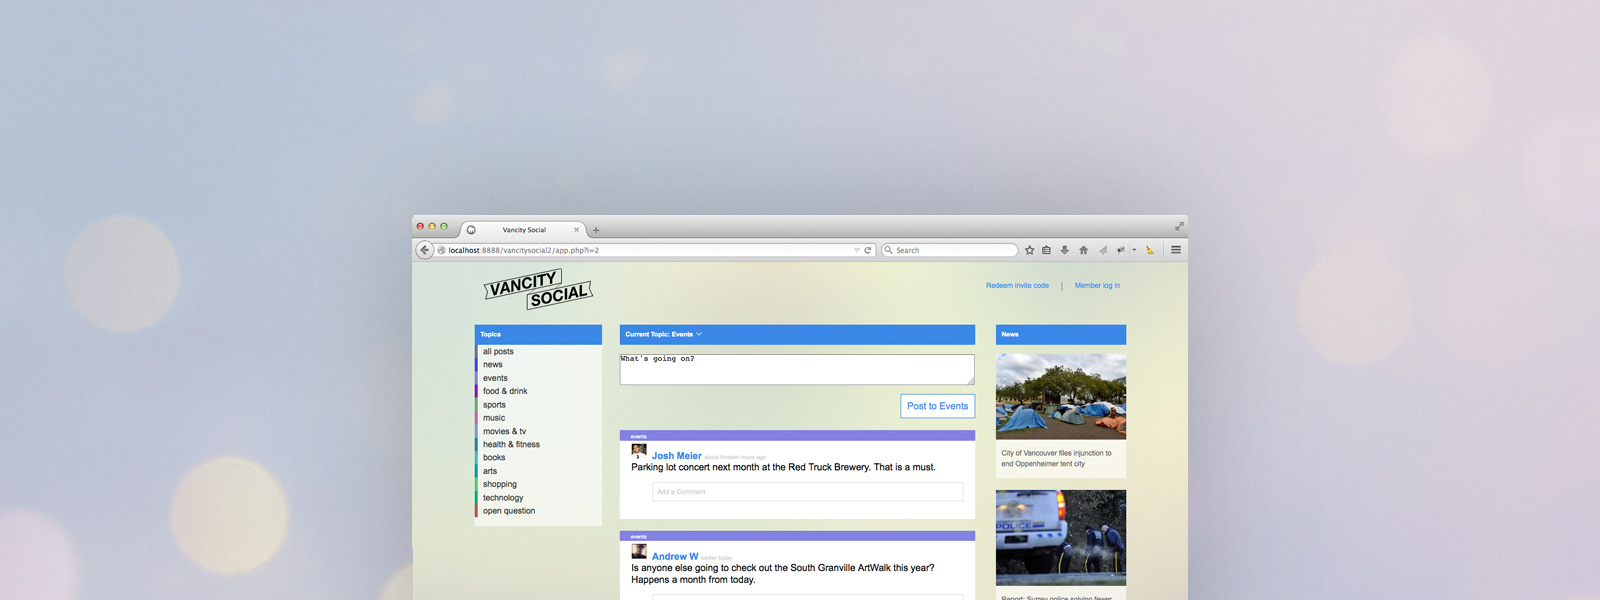 Vancity Social
localhost:8888/vancitysocial2/app.php?i=2
Search
VANCITY
SOCIAL
Redeem invite code | Member log in
Topics
all posts
news
events
food & drink
sports
music
movies & tv
health & fitness
books
arts
shopping
technology
open question
Current Topic: Events
What's going on?
Post to Events
events
Josh Meier about thirteen hours ago
Parking lot concert next month at the Red Truck Brewery. That is a must.
Add a Comment
events
Andrew W earlier today
Is anyone else going to check out the South Granville ArtWalk this year?
Happens a month from today.
News
City of Vancouver files injunction to
end Oppenheimer tent city
POLICE
Report: Surrey police solving fewer